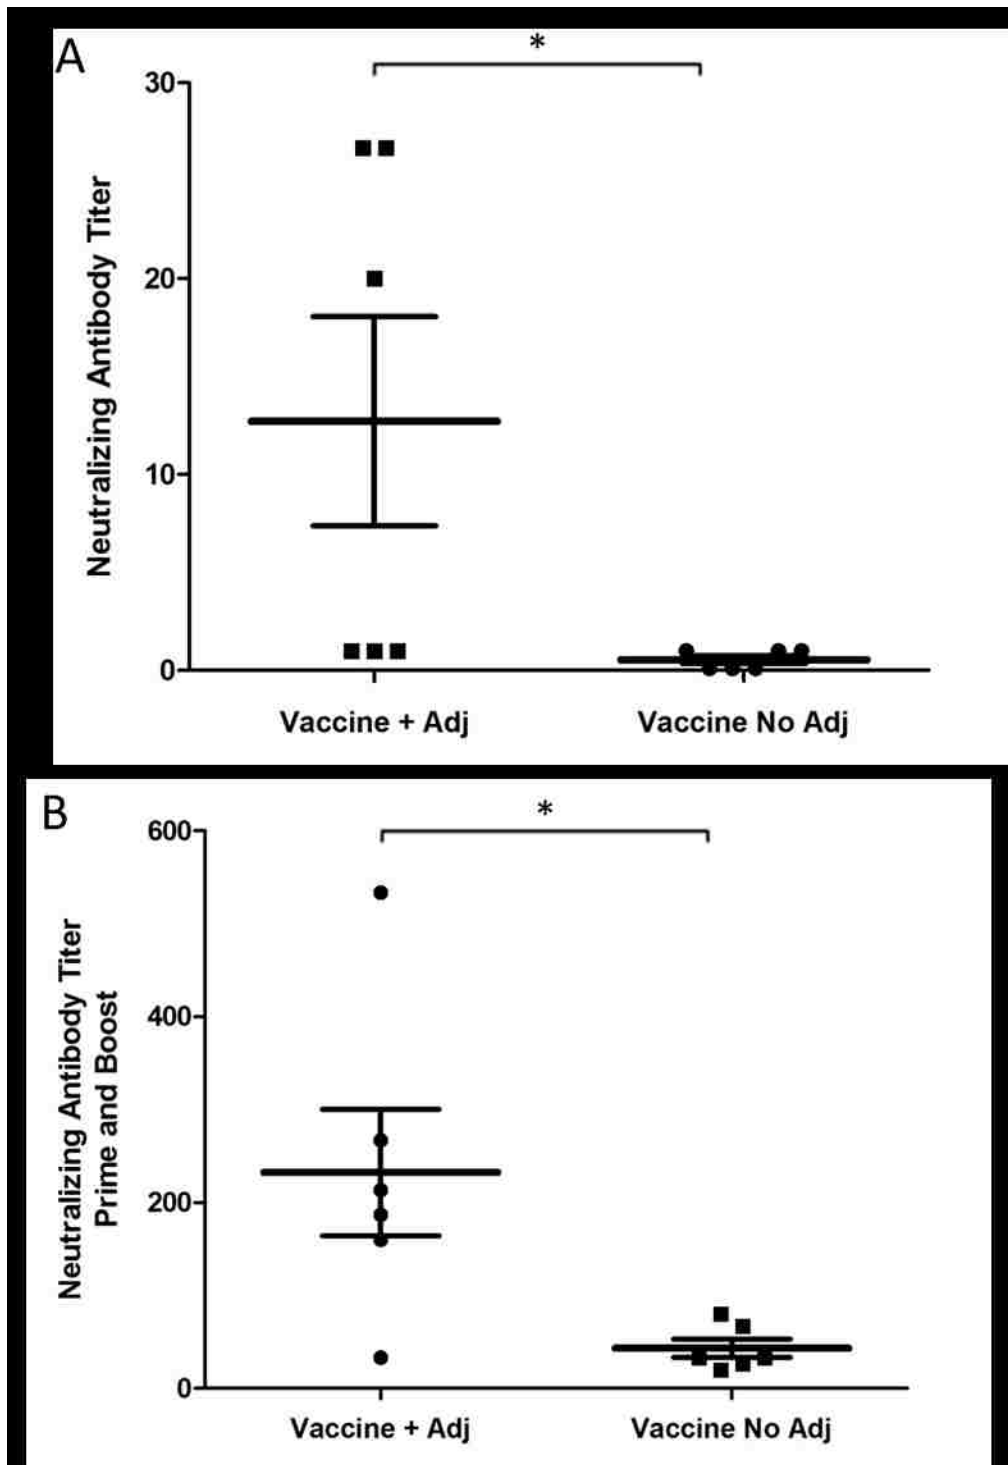 A
*
30
20
10
0
Neutralizing Antibody Titer
Vaccine + Adj
Vaccine No Adj
B
*
600
400
200
0
Neutralizing Antibody Titer
Prime and Boost
Vaccine + Adj
Vaccine No Adj